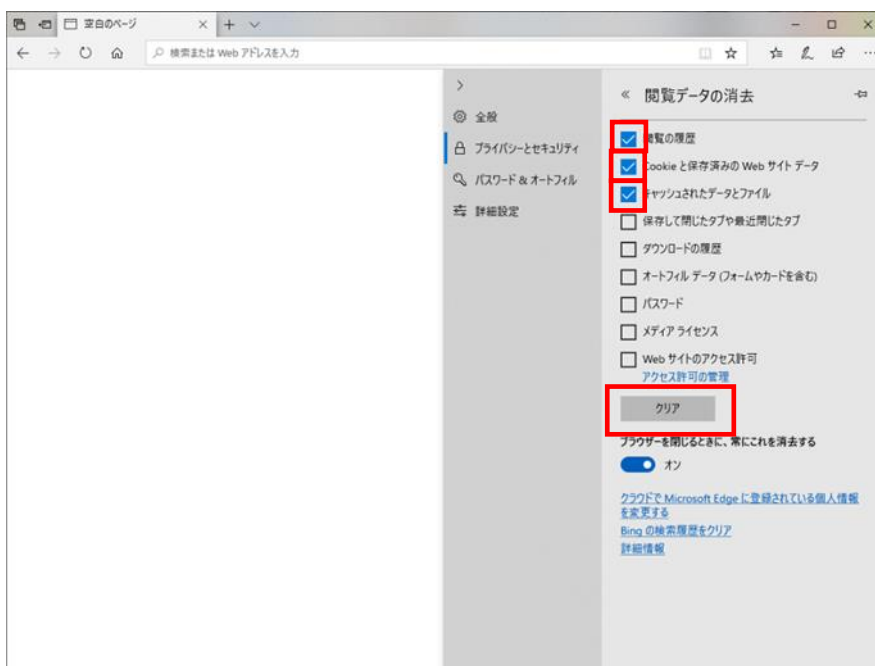 空白のページ
検索または Web アドレスを入力
閲覧データの消去
全般
プライバシーとセキュリティ
パスワード & オートフィル
詳細設定
閲覧の履歴
Cookie と保存済みの Web サイト データ
キャッシュされたデータとファイル
保存して閉じたタブや最近閉じたタブ
ダウンロードの履歴
オートフィル データ (フォームやカードを含む)
パスワード
メディア ライセンス
Web サイトのアクセス許可
アクセス許可の管理
クリア
ブラウザーを閉じるときに、常にこれを消去する
オン
クラウドで Microsoft Edge に登録されている個人情報
を変更する
Bing の検索履歴をクリア
詳細情報